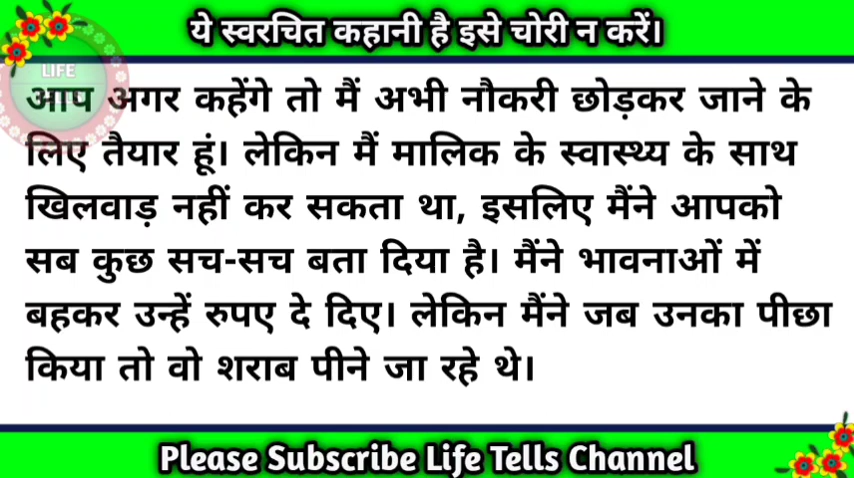 ये स्वरचित कहानी है इसे चोरी न करें।
LIFE
TELLS
आप अगर कहेंगे तो मैं अभी नौकरी छोड़कर जाने के
लिए तैयार हूं। लेकिन मैं मालिक के स्वास्थ्य के साथ
खिलवाड़ नहीं कर सकता था, इसलिए मैंने आपको
सब कुछ सच-सच बता दिया है। मैंने भावनाओं में
बहकर उन्हें रुपए दे दिए। लेकिन मैंने जब उनका पीछा
किया तो वो शराब पीने जा रहे थे।
Please Subscribe Life Tells Channel